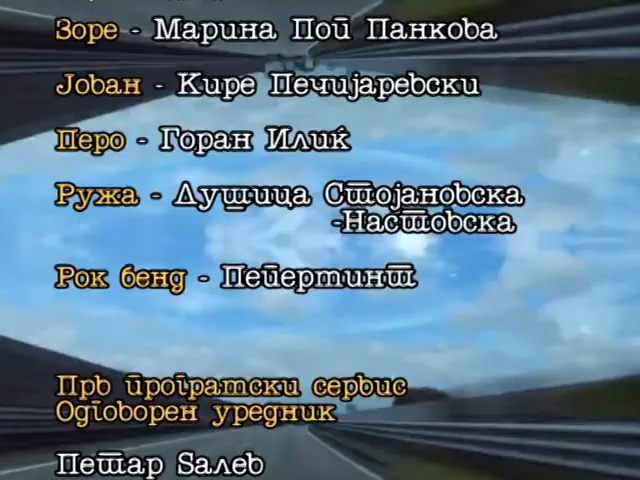 Зоре - Марина Поп Панкова
Јован - Кире Печијаревски
Перо - Горан Илиќ
Ружа - Душица Стојановска
-Настовска
Рок бенд - Пепертинт
Прв програмски сервис
Одговорен уредник
Петар Ѕалев